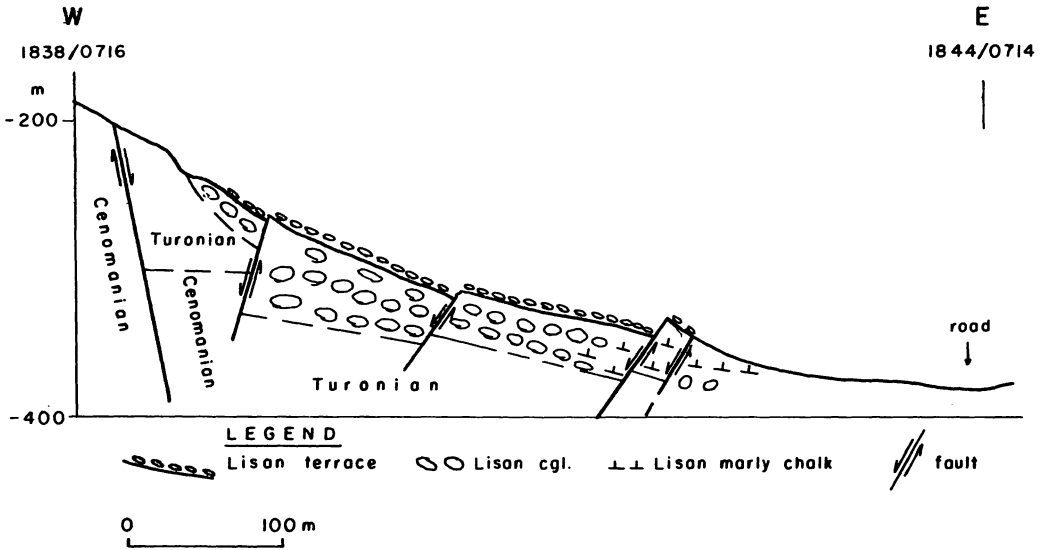 W E
1838/0716 1844/0714
m
-200
Cenomanian
Turonian
Cenomanian
Turonian
road
-400
LEGEND
Lisan terrace Lisan cgl. Lisan marly chalk fault
0 100 m